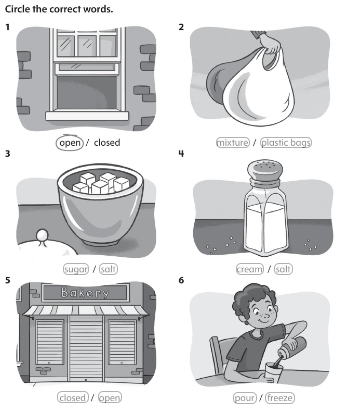 Circle the correct words.
1
2
open / closed
mixture / plastic bags
3
4
sugar / salt
cream / salt
5
6
Bakery
closed / open
pour / freeze